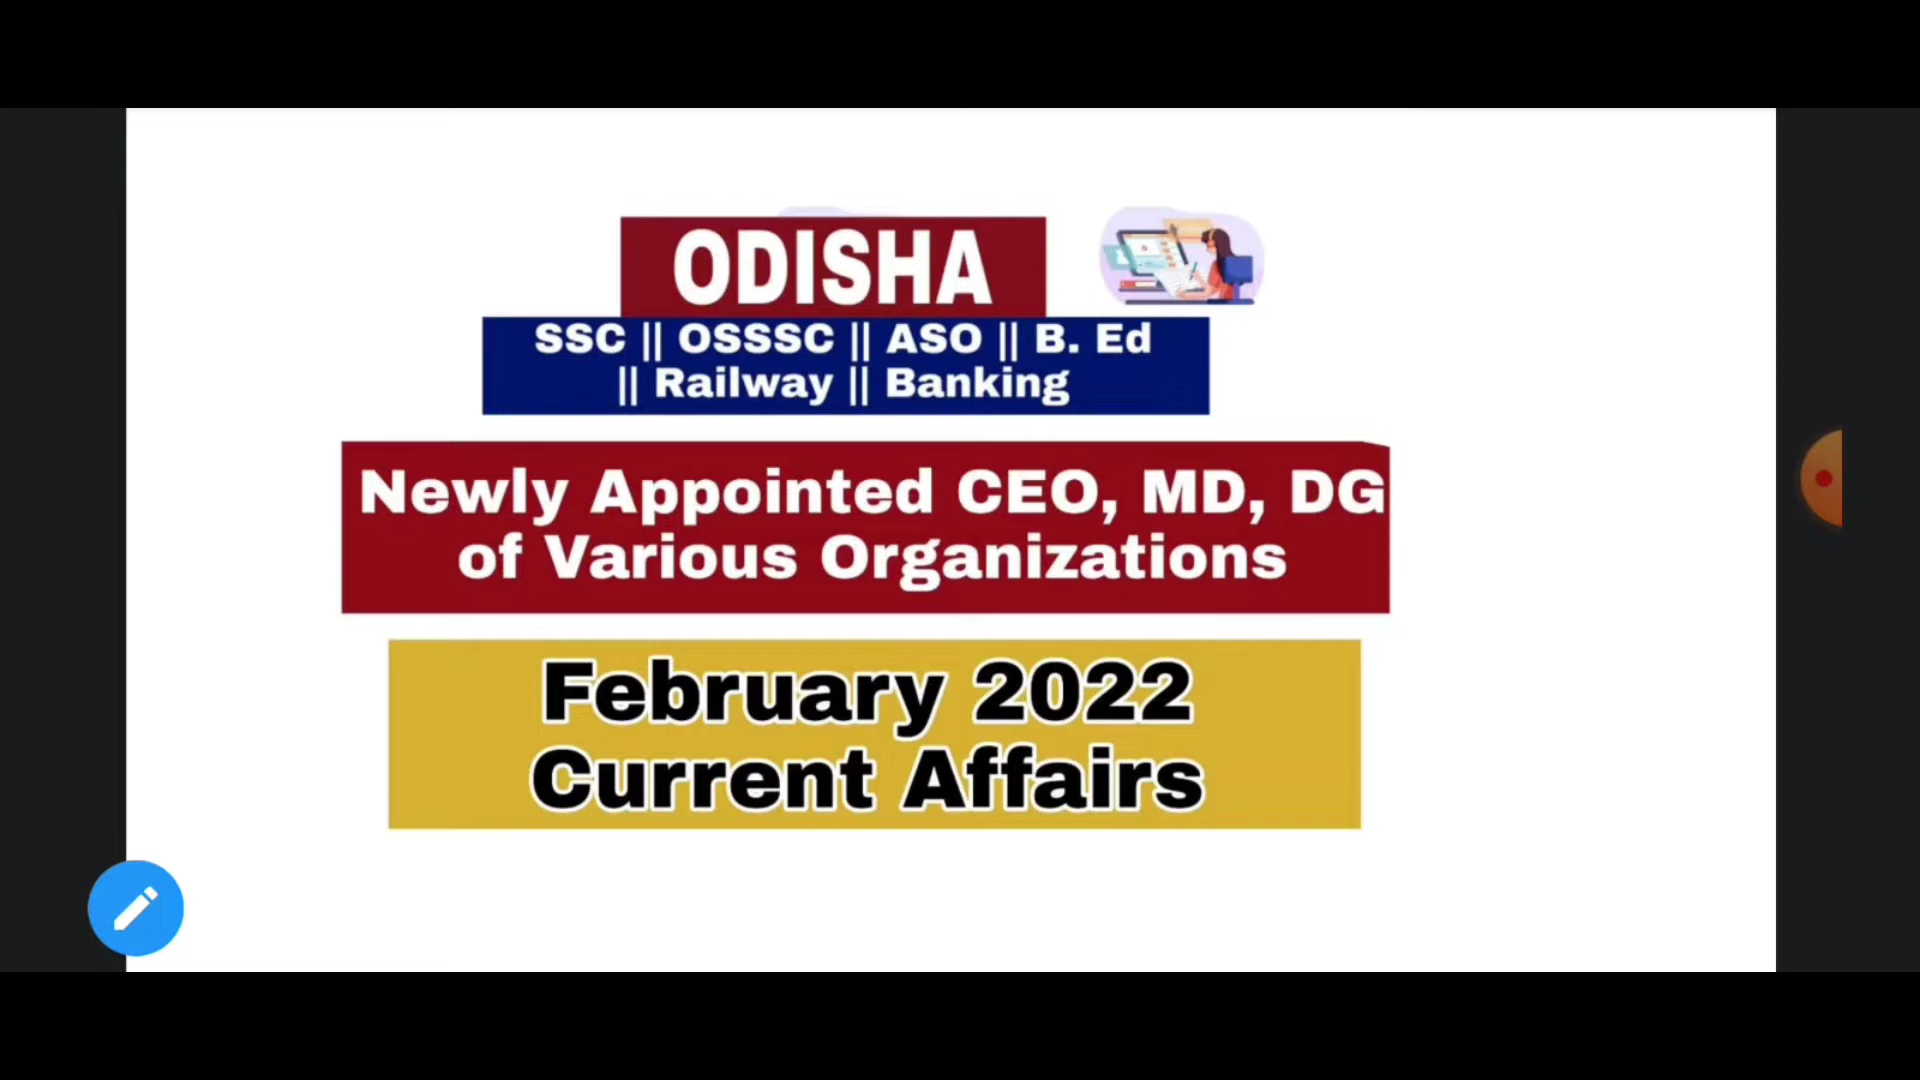 ODISHA
SSC || OSSSC || ASO || B. Ed
|| Railway || Banking
Newly Appointed CEO, MD, DG
of Various Organizations
February 2022
Current Affairs